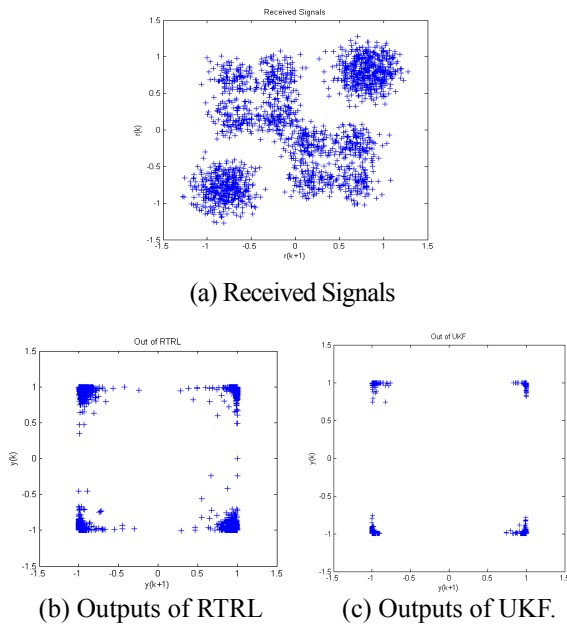 Received Signals
1.5
1
0.5
0
-0.5
-1
-1.5
r(k)
-1.5 -1 -0.5 0 0.5 1 1.5
r(k+1)
(a) Received Signals
Out of RTRL
1.5
1
0.5
0
-0.5
-1
-1.5
y(k)
-1.5 -1 -0.5 0 0.5 1 1.5
y(k+1)
(b) Outputs of RTRL
Out of UKF
1.5
1
0.5
0
-0.5
-1
-1.5
y(k)
-1.5 -1 -0.5 0 0.5 1 1.5
y(k+1)
(c) Outputs of UKF.